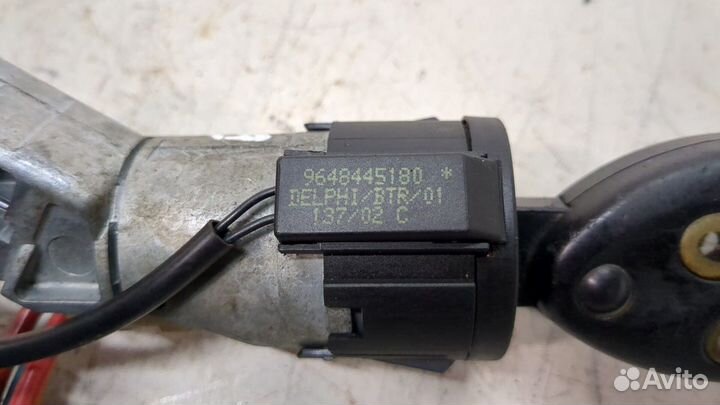 9648445180 *
DELPHI/BTR/01
137/02 C
Avito